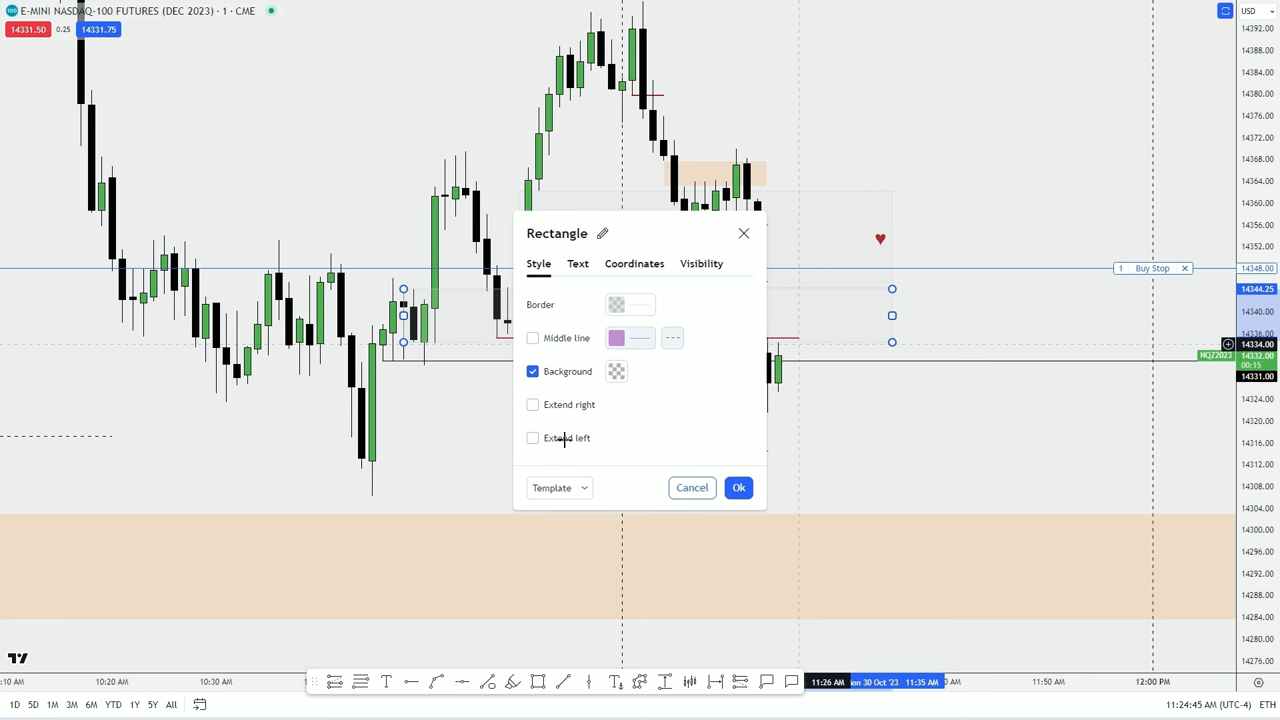 E-MINI NASDAQ-100 FUTURES (DEC 2023) · 1 · CME
USD
14331.50 0.25 14331.75
14392.00
14388.00
14384.00
14380.00
14376.00
14372.00
14368.00
14364.00
14360.00
14356.00
14352.00
1 Buy Stop 14348.00
14344.25
14340.00
14336.00
14334.00
NQZ2023 14332.00
00:15
14331.00
14324.00
14320.00
14316.00
14312.00
14308.00
14304.00
14300.00
14296.00
14292.00
14288.00
14284.00
14280.00
14276.00
Rectangle
Style Text Coordinates Visibility
Border
Middle line
Background
Extend right
Extend left
Template Cancel Ok
:10 AM 10:20 AM 10:30 AM 11:26 AM on 30 Oct '23 11:35 AM AM 11:50 AM 12:00 PM
1D 5D 1M 3M 6M YTD 1Y 5Y All 11:24:45 AM (UTC-4) ETH